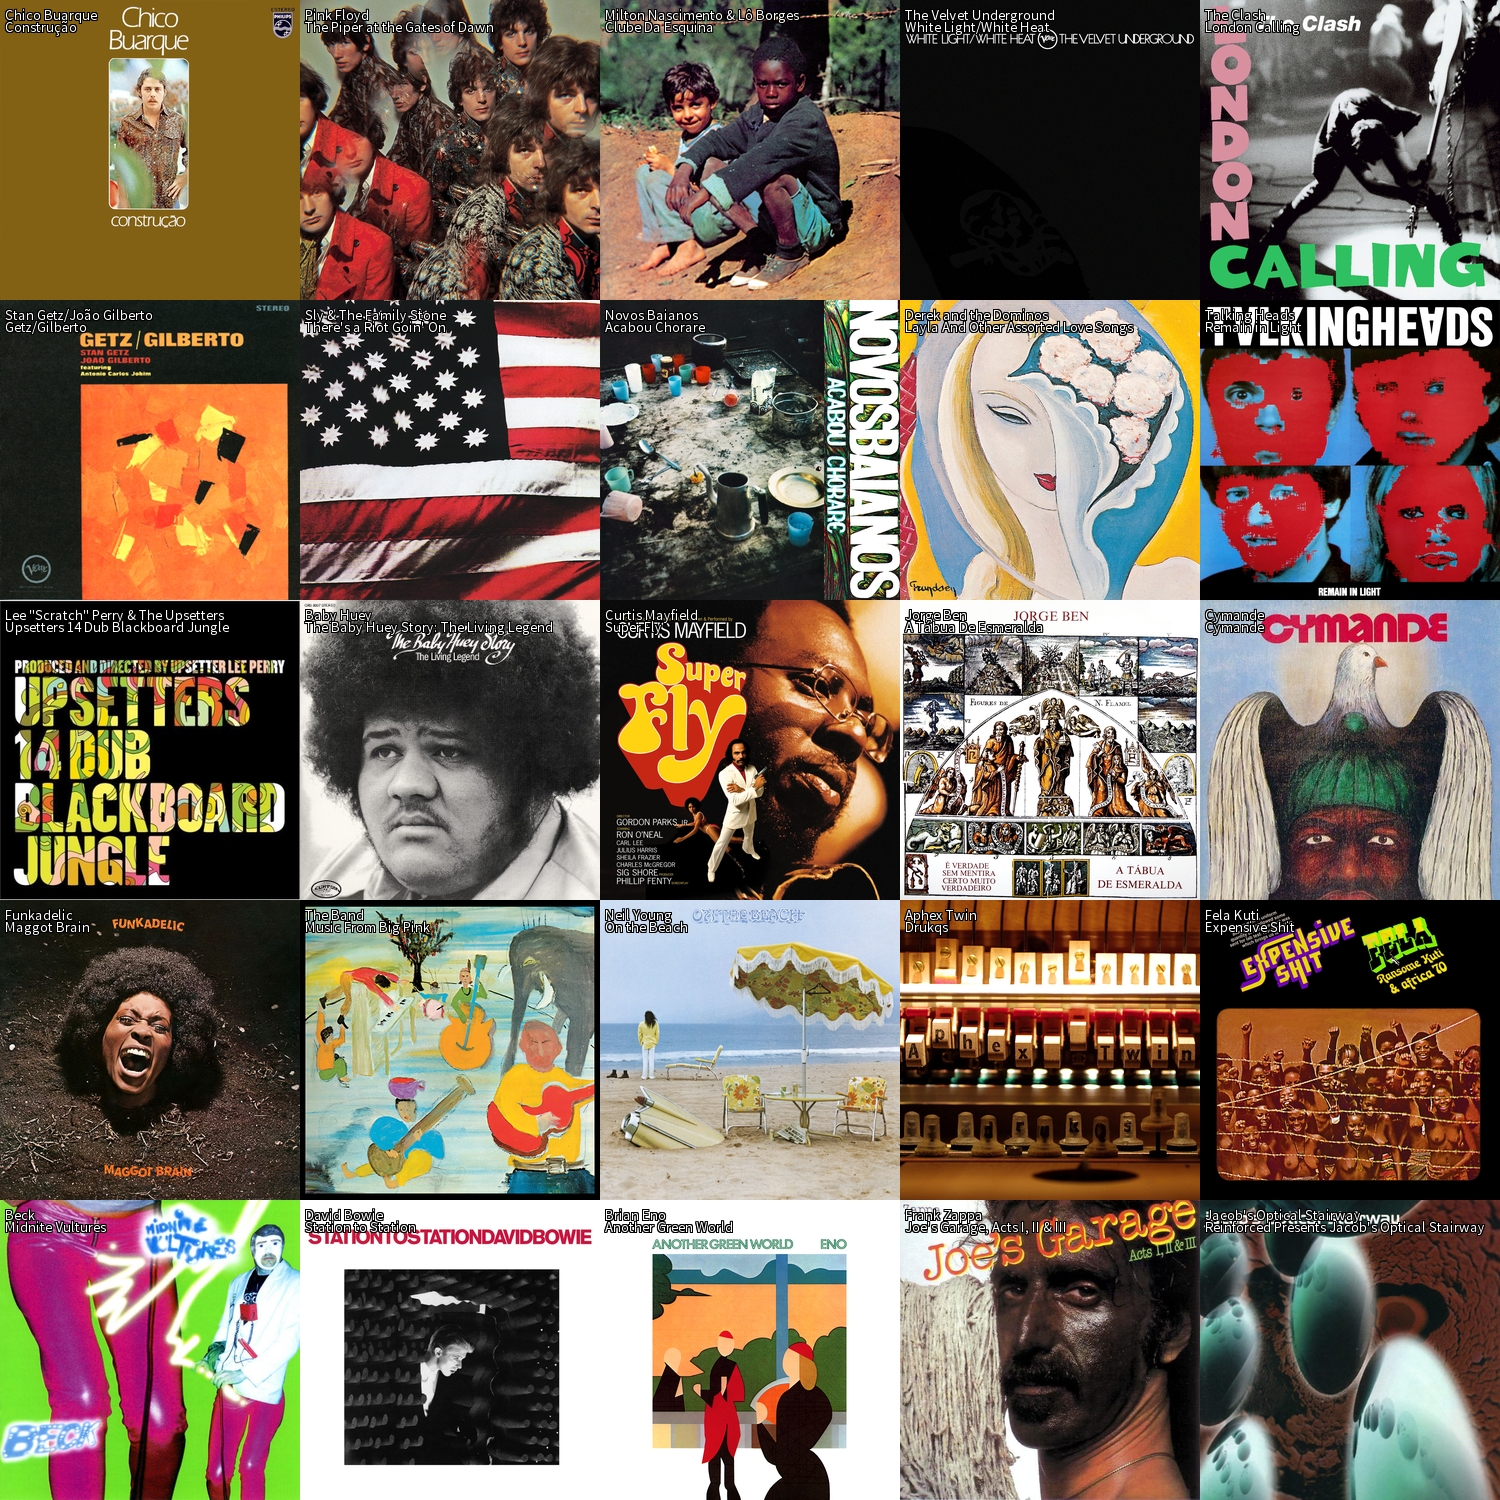 Chico Buarque
Construção
STEREO
PHILIPS
Chico
Buarque
construção
Pink Floyd
The Piper at the Gates of Dawn
Milton Nascimento & Lô Borges
Clube Da Esquina
The Velvet Underground
White Light/White Heat
WHITE LIGHT/WHITE HEAT THE VELVET UNDERGROUND
The Clash
London Calling
The Clash
LONDON
CALLING
Stan Getz/João Gilberto
Getz/Gilberto
STEREO
GETZ/GILBERTO
STAN GETZ
JOAO GILBERTO
featuring
Antonio Carlos Jobim
Verve
Sly & The Family Stone
There's a Riot Goin' On
Novos Baianos
Acabou Chorare
NOVOSBAIANOS
ACABOU CHORARE
Derek and the Dominos
Layla And Other Assorted Love Songs
Talking Heads
Remain in Light
TALKINGHEADS
REMAIN IN LIGHT
Lee "Scratch" Perry & The Upsetters
Upsetters 14 Dub Blackboard Jungle
PRODUCED AND DIRECTED BY UPSETTER LEE PERRY
UPSETTERS
14 DUB
BLACKBOARD
JUNGLE
Baby Huey
The Baby Huey Story: The Living Legend
The Baby Huey Story
The Living Legend
Curtis Mayfield
Super Fly
CURTIS MAYFIELD
Super
Fly
GORDON PARKS, JR.
RON O'NEAL
CARL LEE
JULIUS HARRIS
SHEILA FRAZIER
CHARLES McGREGOR
SIG SHORE
PHILLIP FENTY
Jorge Ben
A Tábua De Esmeralda
JORGE BEN
FIGURES DE N. FLAMEL
É VERDADE
SEM MENTIRA
CERTO MUITO
VERDADEIRO
A TÁBUA
DE ESMERALDA
Cymande
Cymande
CYMANDE
Funkadelic
Maggot Brain
FUNKADELIC
MAGGOT BRAIN
The Band
Music From Big Pink
Neil Young
On the Beach
ON THE BEACH
Aphex Twin
Drukqs
Aphex Twin
Fela Kuti
Expensive Shit
EXPENSIVE
SHIT
FELA
Ransome Kuti
& africa 70
Beck
Midnite Vultures
MIDNITE
VULTURES
BECK
David Bowie
Station to Station
STATIONTOSTATIONDAVIDBOWIE
Brian Eno
Another Green World
ANOTHER GREEN WORLD ENO
Frank Zappa
Joe's Garage, Acts I, II & III
Joe's Garage
Acts I, II & III
Jacob's Optical Stairway
Reinforced Presents Jacob's Optical Stairway